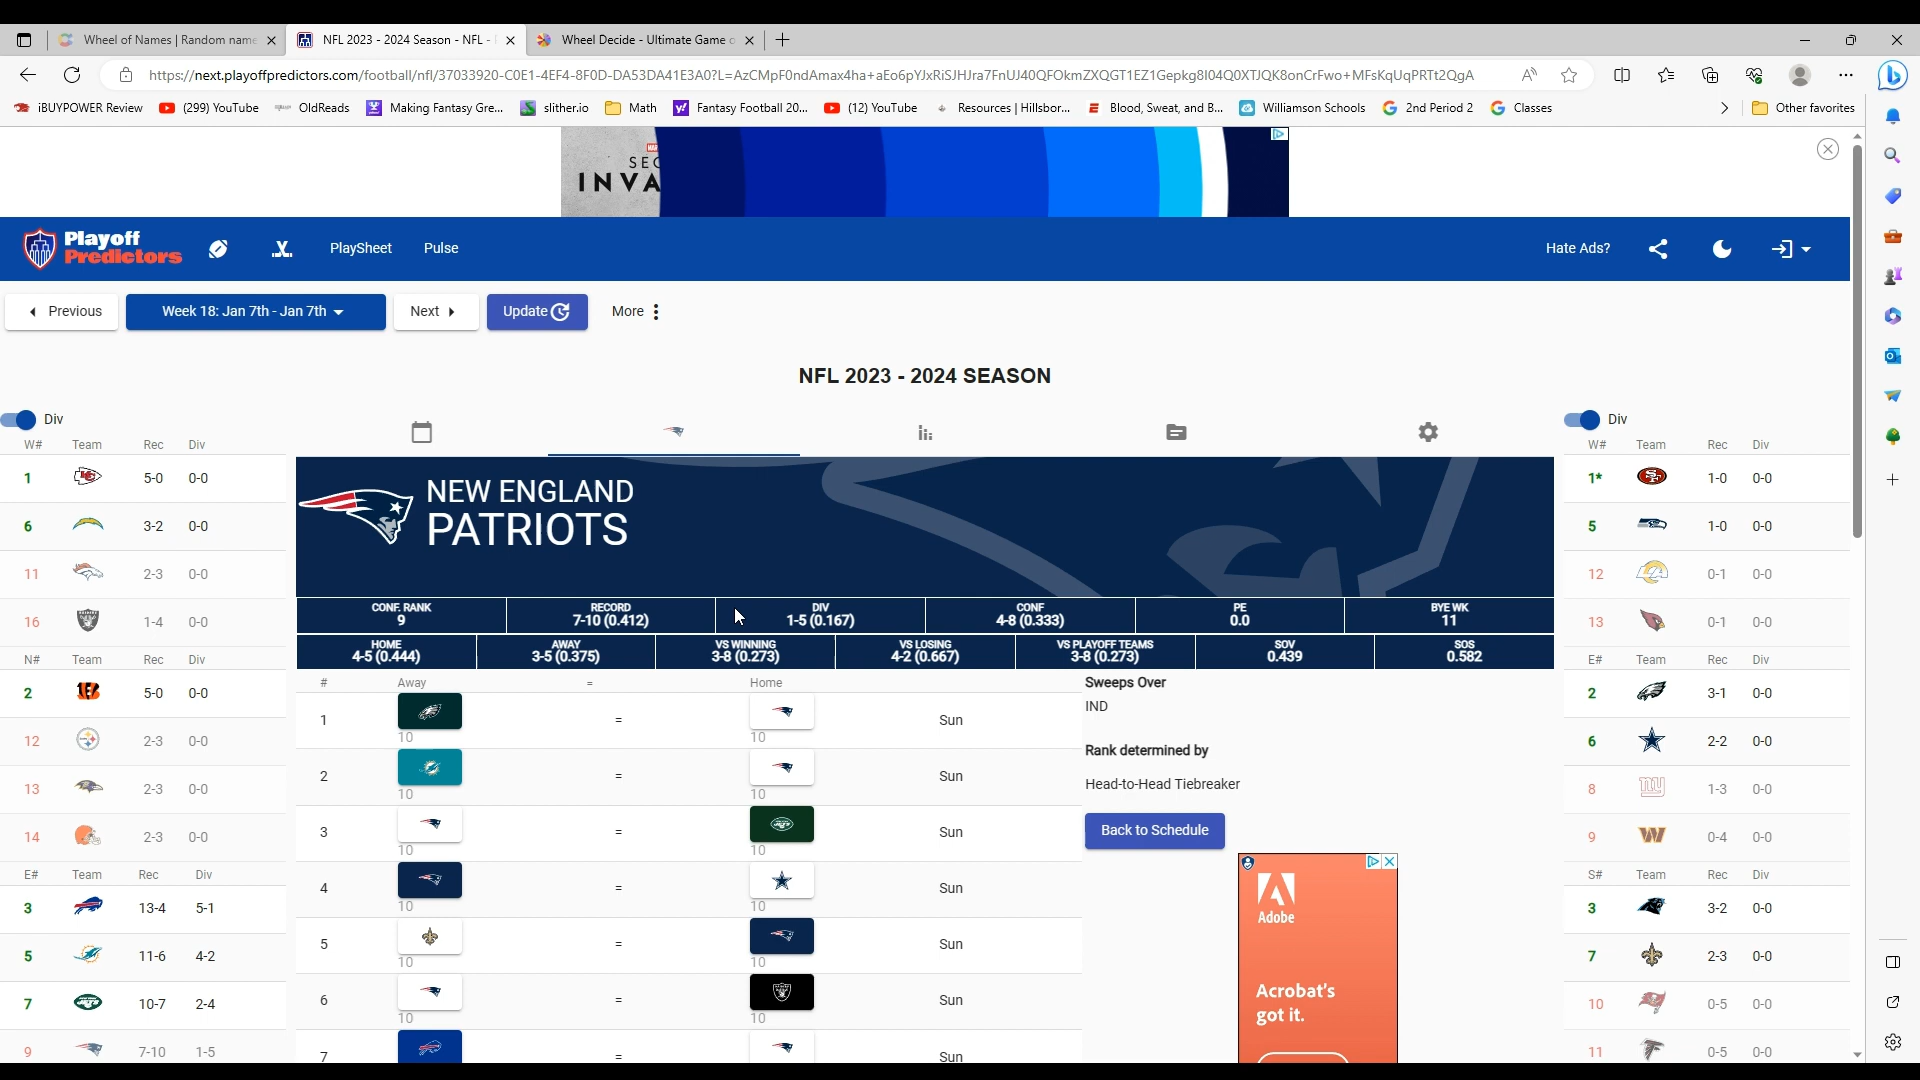 Wheel of Names | Random name
NFL 2023 - 2024 Season - NFL -
Wheel Decide - Ultimate Game o
https://next.playoffpredictors.com/football/nfl/37033920-C0E1-4EF4-8F0D-DA53DA41E3A0?L=AzCMpF0ndAmax4ha+aEo6pYJxRiSJHJra7FnUJ40QFOkmZXQGT1EZ1Gepkg8I04Q0XTJQK8onCrFwo+MFsKqUqPRTt2QgA
iBUYPOWER Review (299) YouTube OldReads Making Fantasy Gre... slither.io Math Fantasy Football 20... (12) YouTube Resources | Hillsbor... Blood, Sweat, and B... Williamson Schools 2nd Period 2 Classes Other favorites
SEC
INVA
Playoff
Predictors
PlaySheet Pulse Hate Ads?
Previous Week 18: Jan 7th - Jan 7th Next Update More
NFL 2023 - 2024 SEASON
Div
W# Team Rec Div
1 5-0 0-0
6 3-2 0-0
11 2-3 0-0
16 1-4 0-0
N# Team Rec Div
2 5-0 0-0
12 2-3 0-0
13 2-3 0-0
14 2-3 0-0
E# Team Rec Div
3 13-4 5-1
5 11-6 4-2
7 10-7 2-4
9 7-10 1-5
NEW ENGLAND
PATRIOTS
CONF. RANK RECORD DIV CONF PE BYE WK
9 7-10 (0.412) 1-5 (0.167) 4-8 (0.333) 0.0 11
HOME AWAY VS WINNING VS LOSING VS PLAYOFF TEAMS SOV SOS
4-5 (0.444) 3-5 (0.375) 3-8 (0.273) 4-2 (0.667) 3-8 (0.273) 0.439 0.582
# Away = Home
1 = Sun
10 10
2 = Sun
10 10
3 = Sun
10 10
4 = Sun
10 10
5 = Sun
10 10
6 = Sun
10 10
7 = Sun
Sweeps Over
IND
Rank determined by
Head-to-Head Tiebreaker
Back to Schedule
Adobe
Acrobat's
got it.
Div
W# Team Rec Div
1* 1-0 0-0
5 1-0 0-0
12 0-1 0-0
13 0-1 0-0
E# Team Rec Div
2 3-1 0-0
6 2-2 0-0
8 1-3 0-0
9 0-4 0-0
S# Team Rec Div
3 3-2 0-0
7 2-3 0-0
10 0-5 0-0
11 0-5 0-0